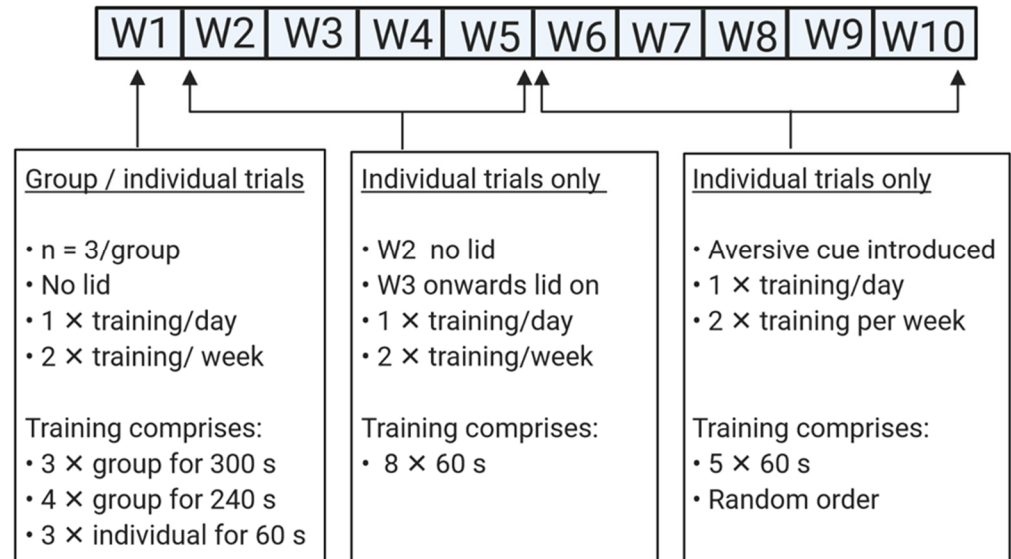 W1 W2 W3 W4 W5 W6 W7 W8 W9 W10
Group / individual trials
• n = 3/group
• No lid
• 1 × training/day
• 2 × training/ week
Training comprises:
• 3 × group for 300 s
• 4 × group for 240 s
• 3 × individual for 60 s
Individual trials only
• W2 no lid
• W3 onwards lid on
• 1 × training/day
• 2 × training/week
Training comprises:
• 8 × 60 s
Individual trials only
• Aversive cue introduced
• 1 × training/day
• 2 × training per week
Training comprises:
• 5 × 60 s
• Random order